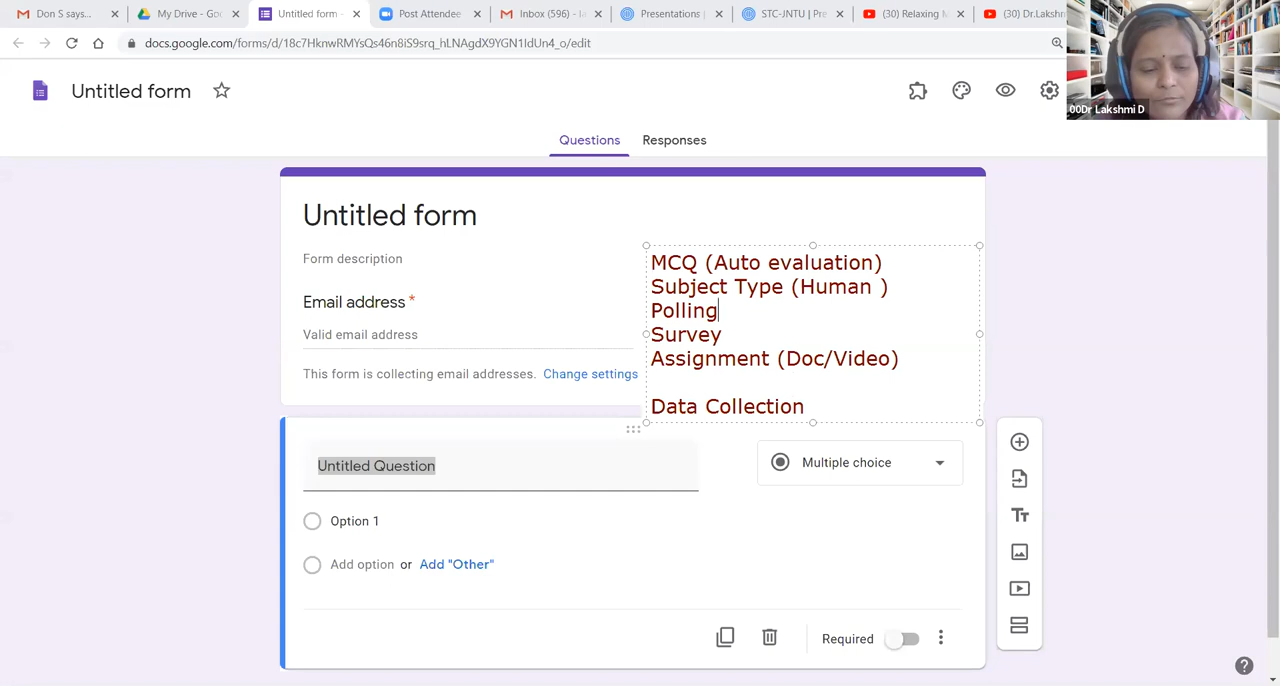 Don S says...
My Drive - Goo
Untitled form -
Post Attendee
Inbox (596) - la
Presentations |
STC-JNTU | Pre
(30) Relaxing M
(30) Dr.Lakshm
docs.google.com/forms/d/18c7HknwRMYsQs46n8iS9srq_hLNAgdX9YGN1IdUn4_o/edit
Untitled form
00Dr Lakshmi D
Questions
Responses
Untitled form
Form description
Email address *
Valid email address
This form is collecting email addresses. Change settings
MCQ (Auto evaluation)
Subject Type (Human )
Polling
Survey
Assignment (Doc/Video)
Data Collection
Untitled Question
Multiple choice
Option 1
Add option or Add "Other"
Required